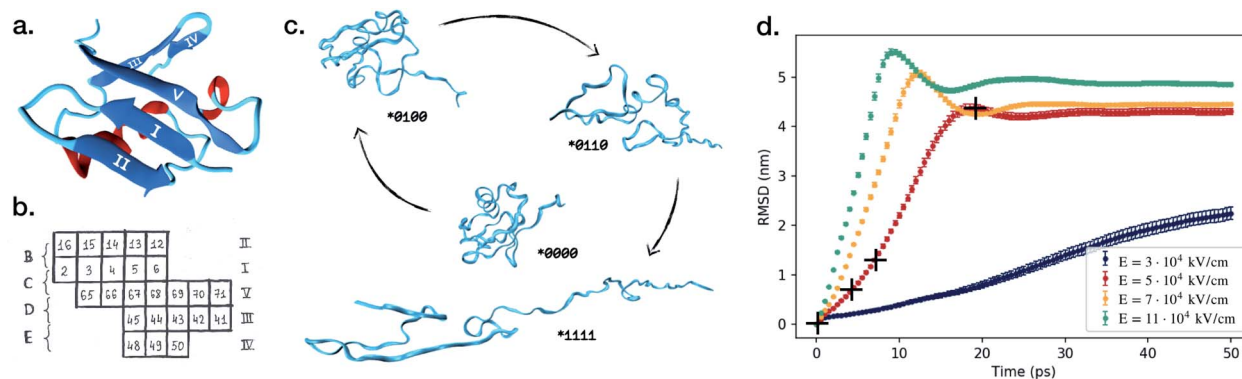 a.
III
IV
V
I
II
b.
B
C
D
E
16 15 14 13 12 II
2 3 4 5 6 I
65 66 67 68 69 70 71 V
45 44 43 42 41 III
48 49 50 IV
c.
*0100
*0110
*0000
*1111
d.
RMSD (nm)
5
4
3
2
1
0
0 10 20 30 40 50
Time (ps)
E = 3 · 10⁴ kV/cm
E = 5 · 10⁴ kV/cm
E = 7 · 10⁴ kV/cm
E = 11 · 10⁴ kV/cm